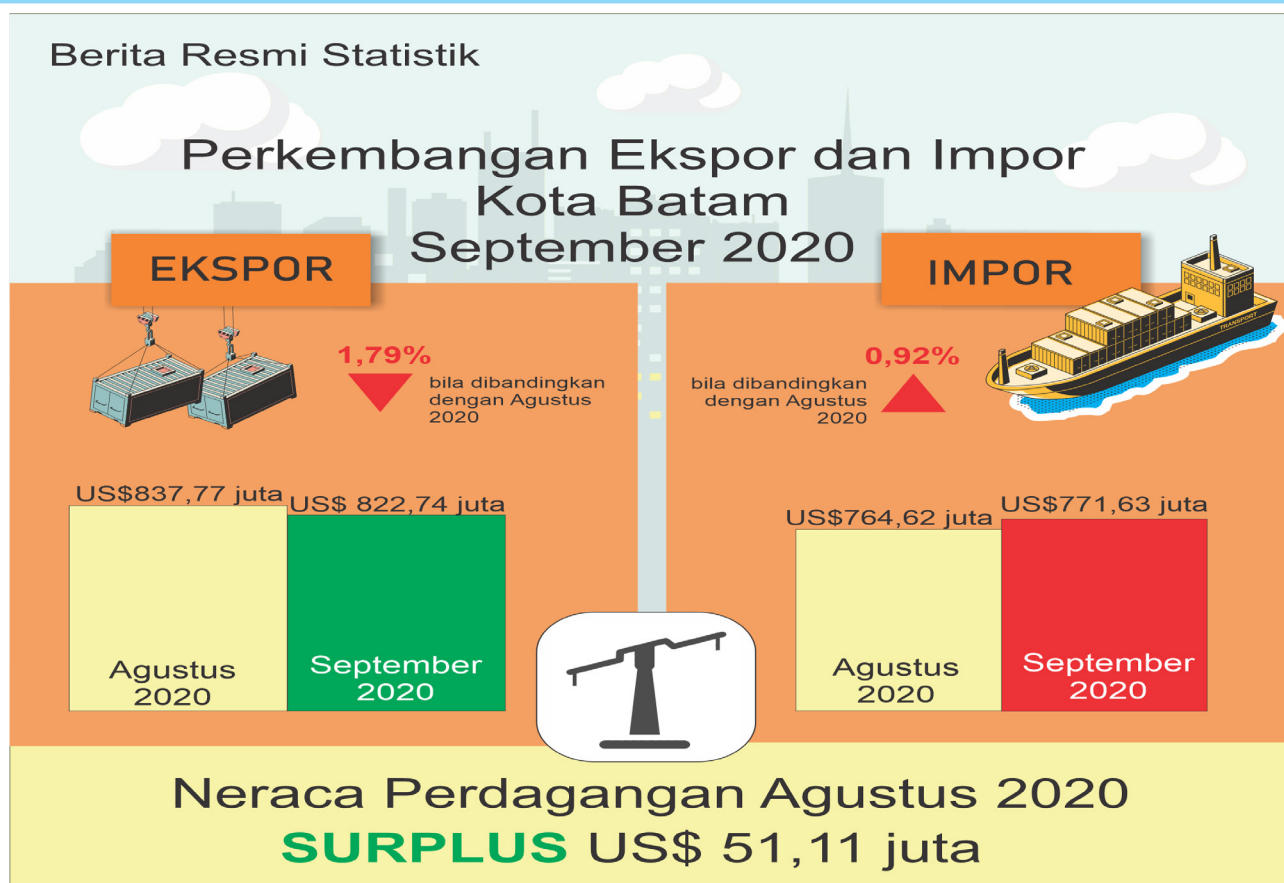 Berita Resmi Statistik
Perkembangan Ekspor dan Impor
Kota Batam
September 2020
EKSPOR
1,79%
bila dibandingkan
dengan Agustus
2020
US$837,77 juta
US$ 822,74 juta
Agustus
2020
September
2020
IMPOR
TRANSPORT
0,92%
bila dibandingkan
dengan Agustus
2020
US$764,62 juta
US$771,63 juta
Agustus
2020
September
2020
Neraca Perdagangan Agustus 2020
SURPLUS US$ 51,11 juta